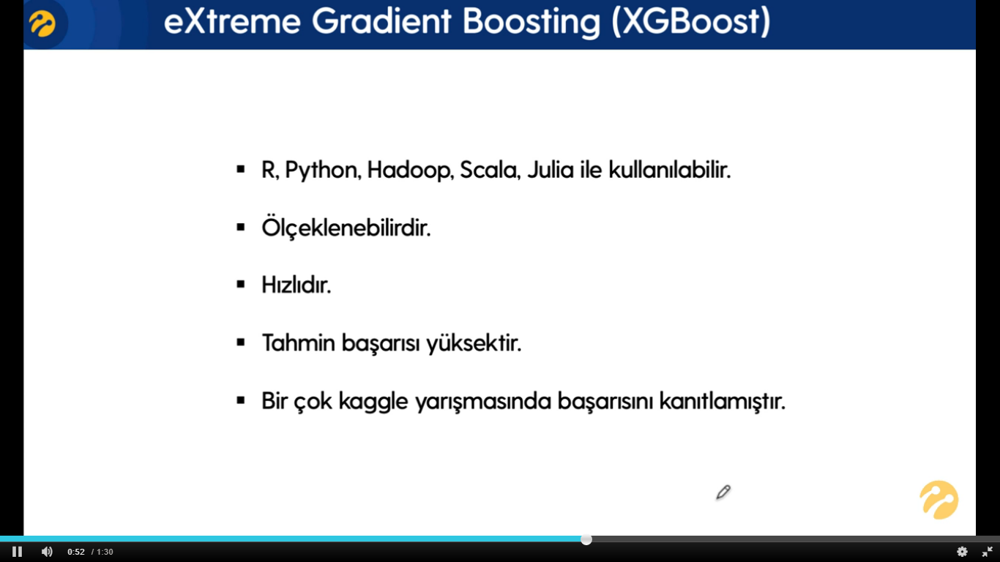 eXtreme Gradient Boosting (XGBoost)
▪ R, Python, Hadoop, Scala, Julia ile kullanılabilir.
▪ Ölçeklenebilirdir.
▪ Hızlıdır.
▪ Tahmin başarısı yüksektir.
▪ Bir çok kaggle yarışmasında başarısını kanıtlamıştır.
0:52 / 1:30